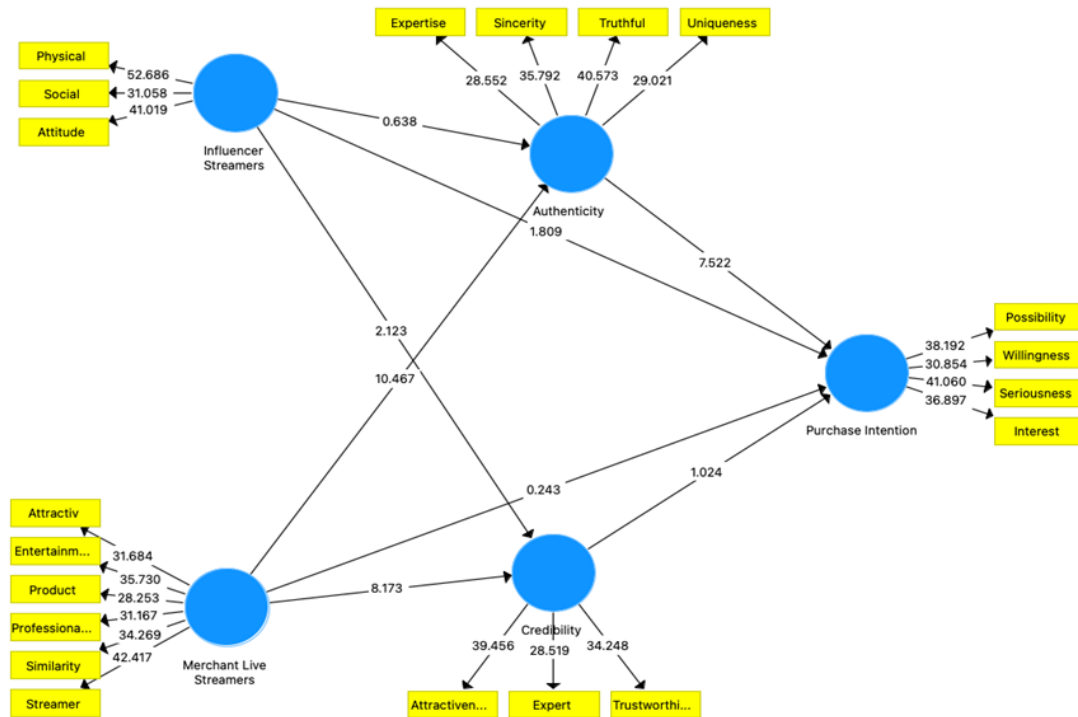 Expertise
Sincerity
Truthful
Uniqueness
28.552
35.792
40.573
29.021
Physical
Social
Attitude
52.686
31.058
41.019
Influencer
Streamers
0.638
Authenticity
1.809
7.522
2.123
10.467
Possibility
Willingness
Seriousness
Interest
38.192
30.854
41.060
36.897
Purchase Intention
0.243
1.024
8.173
Attractiv
Entertainm...
Product
Professiona...
Similarity
Streamer
31.684
35.730
28.253
31.167
34.269
42.417
Merchant Live
Streamers
Credibility
39.456
28.519
34.248
Attractiven...
Expert
Trustworthi...